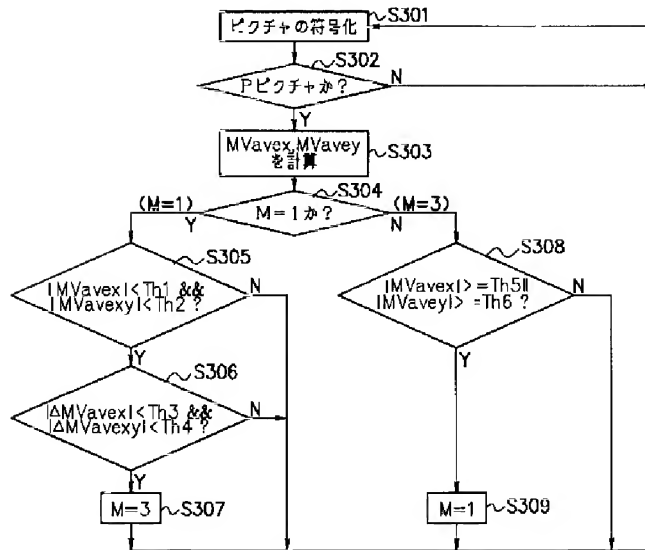 S301
ピクチャの符号化
S302
Pピクチャか?
N
Y
MVavex,MVavey
を計算
S303
S304
(M=1)
M=1か?
(M=3)
Y
N
S305
|MVavex|<Th1 &&
|MVavexy|<Th2 ?
N
Y
S308
|MVavex|>=Th5||
|MVavey|>=Th6 ?
N
Y
S306
|ΔMVavex|<Th3 &&
|ΔMVavexy|<Th4 ?
N
Y
M=3
S307
M=1
S309